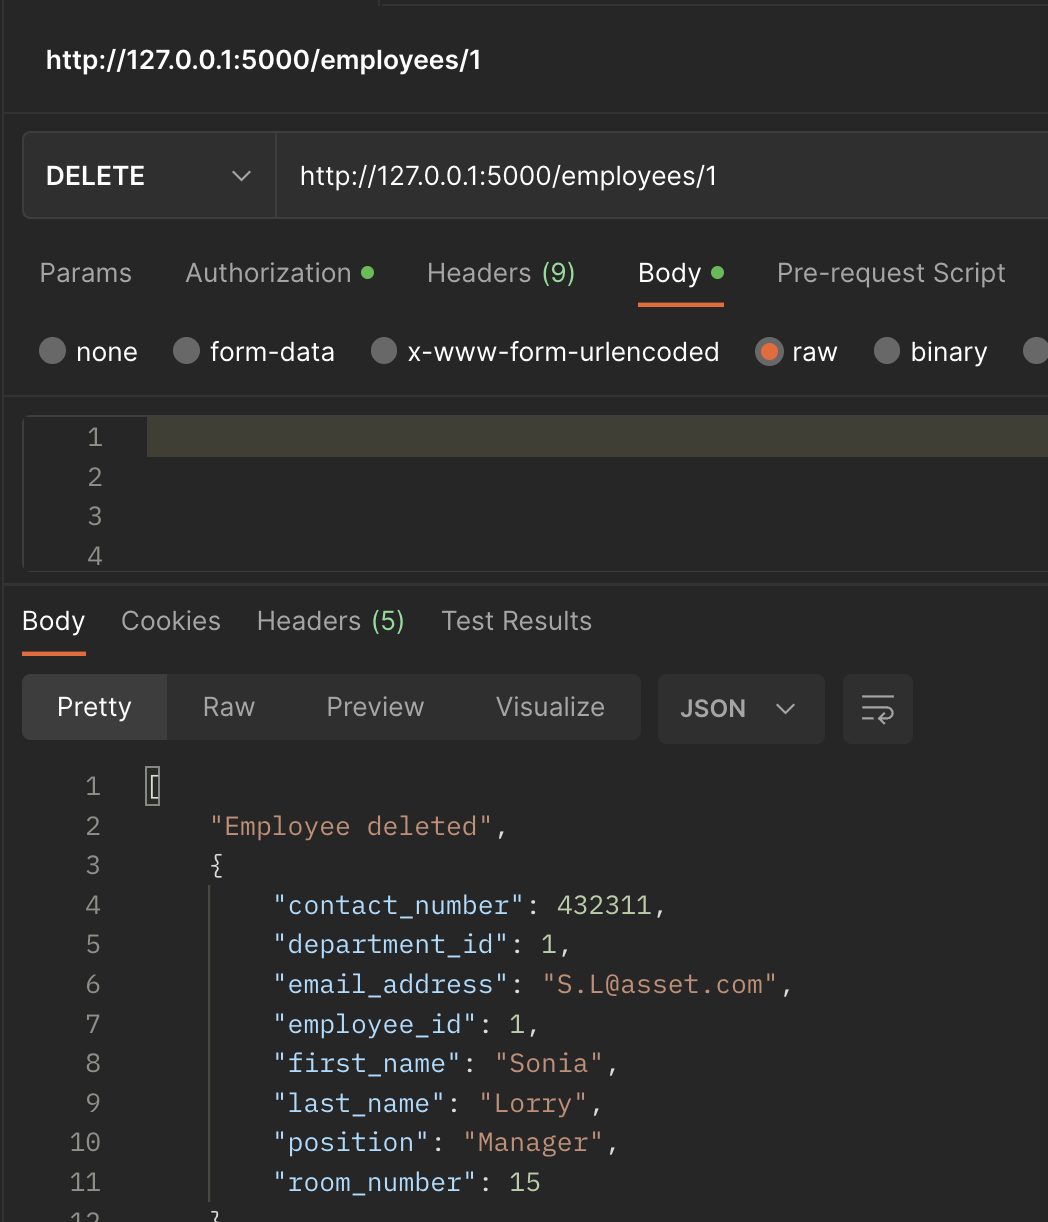 http://127.0.0.1:5000/employees/1
DELETE http://127.0.0.1:5000/employees/1
Params Authorization Headers (9) Body Pre-request Script
none form-data x-www-form-urlencoded raw binary
1
2
3
4
Body Cookies Headers (5) Test Results
Pretty Raw Preview Visualize JSON
1 [
2 "Employee deleted",
3 {
4 "contact_number": 432311,
5 "department_id": 1,
6 "email_address": "S.L@asset.com",
7 "employee_id": 1,
8 "first_name": "Sonia",
9 "last_name": "Lorry",
10 "position": "Manager",
11 "room_number": 15
12 }